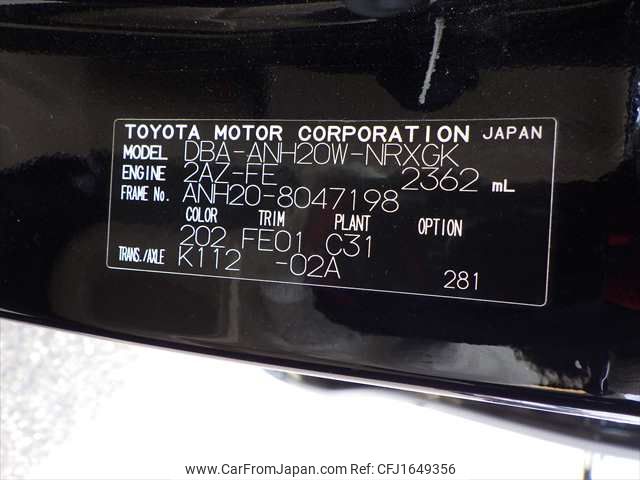 TOYOTA MOTOR CORPORATION JAPAN
MODEL DBA-ANH20W-NRXGK
ENGINE 2AZ-FE 2362 mL
FRAME No. ANH20-8047198
COLOR TRIM PLANT OPTION
202 FE01 C31
TRANS./AXLE K112 -02A
281
www.CarFromJapan.com Ref.No: CFJ1649356